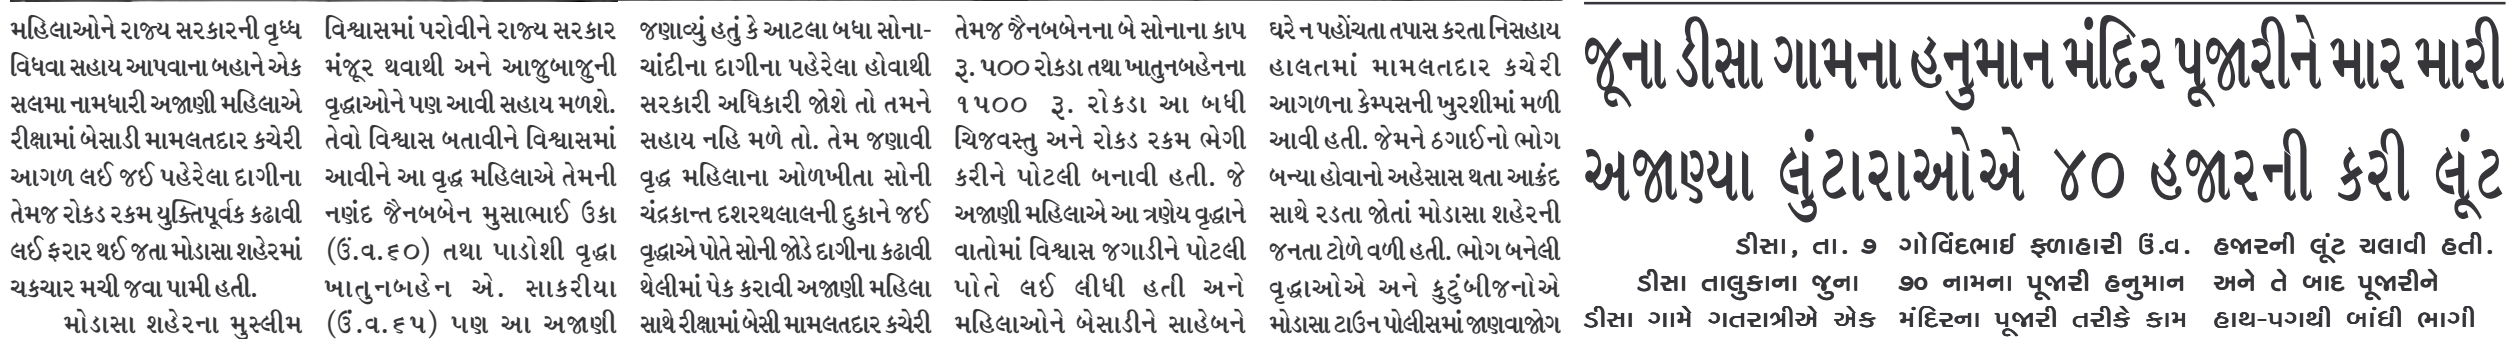 મહિલાઓને રાજ્ય સરકારની વૃધ્ધ
વિધવા સહાય આપવાના બહાને એક
સલમા નામધારી અજાણી મહિલાએ
રીક્ષામાં બેસાડી મામલતદાર કચેરી
આગળ લઈ જઈ પહેરેલા દાગીના
તેમજ રોકડ રકમ યુક્તિપૂર્વક કઢાવી
લઈ ફરાર થઈ જતા મોડાસા શહેરમાં
ચકચાર મચી જવા પામી હતી.
મોડાસા શહેરના મુસ્લીમ
વિશ્વાસમાં પરોવીને રાજ્ય સરકાર
મંજૂર થવાથી અને આજુબાજુની
વૃદ્ધાઓને પણ આવી સહાય મળશે.
તેવો વિશ્વાસ બતાવીને વિશ્વાસમાં
આવીને આ વૃદ્ધ મહિલાએ તેમની
નણંદ જૈનબબેન મુસાભાઈ ઉકા
(ઉં.વ.૬૦) તથા પાડોશી વૃદ્ધા
ખાતુનબહેન એ. સાકરીયા
(ઉં.વ.૬૫) પણ આ અજાણી
જણાવ્યું હતું કે આટલા બધા સોના-
ચાંદીના દાગીના પહેરેલા હોવાથી
સરકારી અધિકારી જોશે તો તમને
સહાય નહિ મળે તો. તેમ જણાવી
વૃદ્ધ મહિલાના ઓળખીતા સોની
ચંદ્રકાન્ત દશરથલાલની દુકાને જઈ
વૃદ્ધાએ પોતે સોની જોડે દાગીના કઢાવી
થેલીમાં પેક કરાવી અજાણી મહિલા
સાથે રીક્ષામાં બેસી મામલતદાર કચેરી
તેમજ જૈનબબેનના બે સોનાના કાપ
રૂ. ૫૦૦ રોકડા તથા ખાતુનબહેનના
૧૫૦૦ રૂ. રોકડા આ બધી
ચિજવસ્તુ અને રોકડ રકમ ભેગી
કરીને પોટલી બનાવી હતી. જે
અજાણી મહિલાએ આ ત્રણેય વૃદ્ધાને
વાતોમાં વિશ્વાસ જગાડીને પોટલી
પોતે લઈ લીધી હતી અને
મહિલાઓને બેસાડીને સાહેબને
ઘરે ન પહોંચતા તપાસ કરતા નિસહાય
હાલતમાં મામલતદાર કચેરી
આગળના કેમ્પસની ખુરશીમાં મળી
આવી હતી. જેમને ઠગાઈનો ભોગ
બન્યા હોવાનો અહેસાસ થતા આક્રંદ
સાથે રડતા જોતાં મોડાસા શહેરની
જનતા ટોળે વળી હતી. ભોગ બનેલી
વૃદ્ધાઓએ અને કુટુંબીજનોએ
મોડાસા ટાઉન પોલીસમાં જાણવાજોગ
જૂના ડીસા ગામના હનુમાન મંદિર પૂજારીને માર મારી
અજાણ્યા લુંટારાઓએ ૪૦ હજારની કરી લૂંટ
ડીસા, તા. ૭
ડીસા તાલુકાના જુના
ડીસા ગામે ગતરાત્રીએ એક
ગોવિંદભાઈ ફળાહારી ઉં.વ.
૭૦ નામના પૂજારી હનુમાન
મંદિરના પૂજારી તરીકે કામ
હજારની લૂંટ ચલાવી હતી.
અને તે બાદ પૂજારીને
હાથ-પગથી બાંધી ભાગી